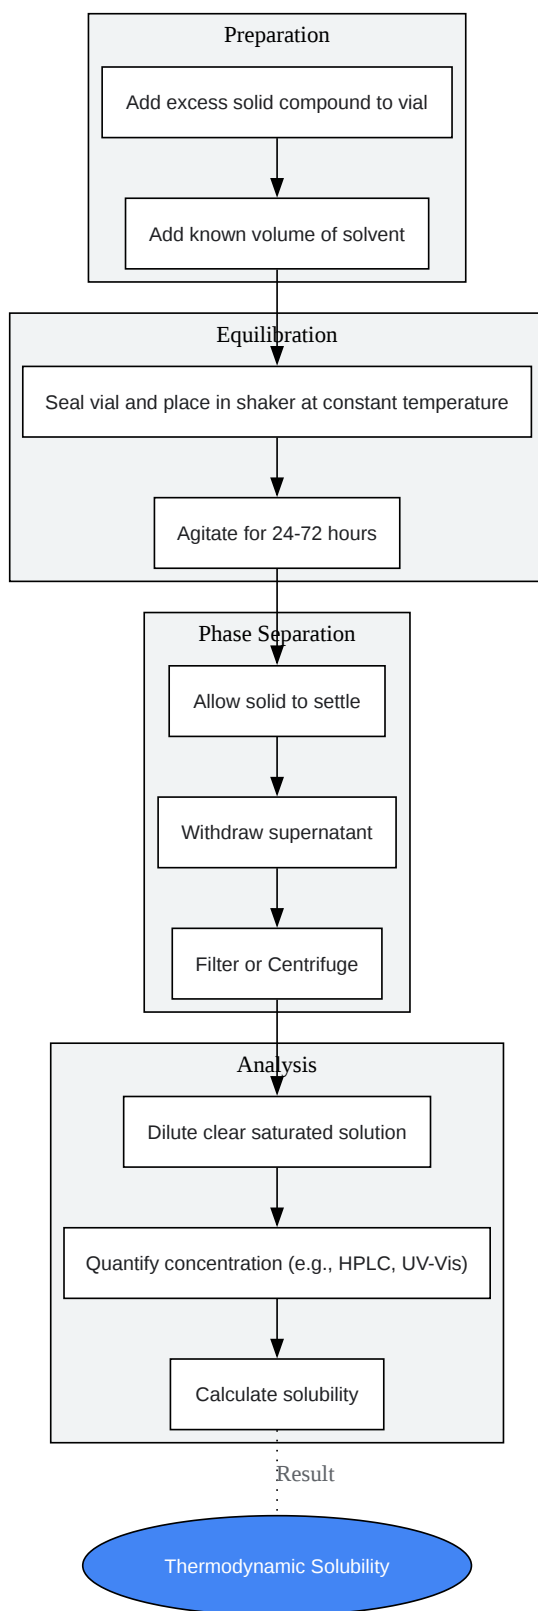 Preparation
Add excess solid compound to vial
Add known volume of solvent
Equilibration
Seal vial and place in shaker at constant temperature
Agitate for 24-72 hours
Phase Separation
Allow solid to settle
Withdraw supernatant
Filter or Centrifuge
Analysis
Dilute clear saturated solution
Quantify concentration (e.g., HPLC, UV-Vis)
Calculate solubility
Result
Thermodynamic Solubility